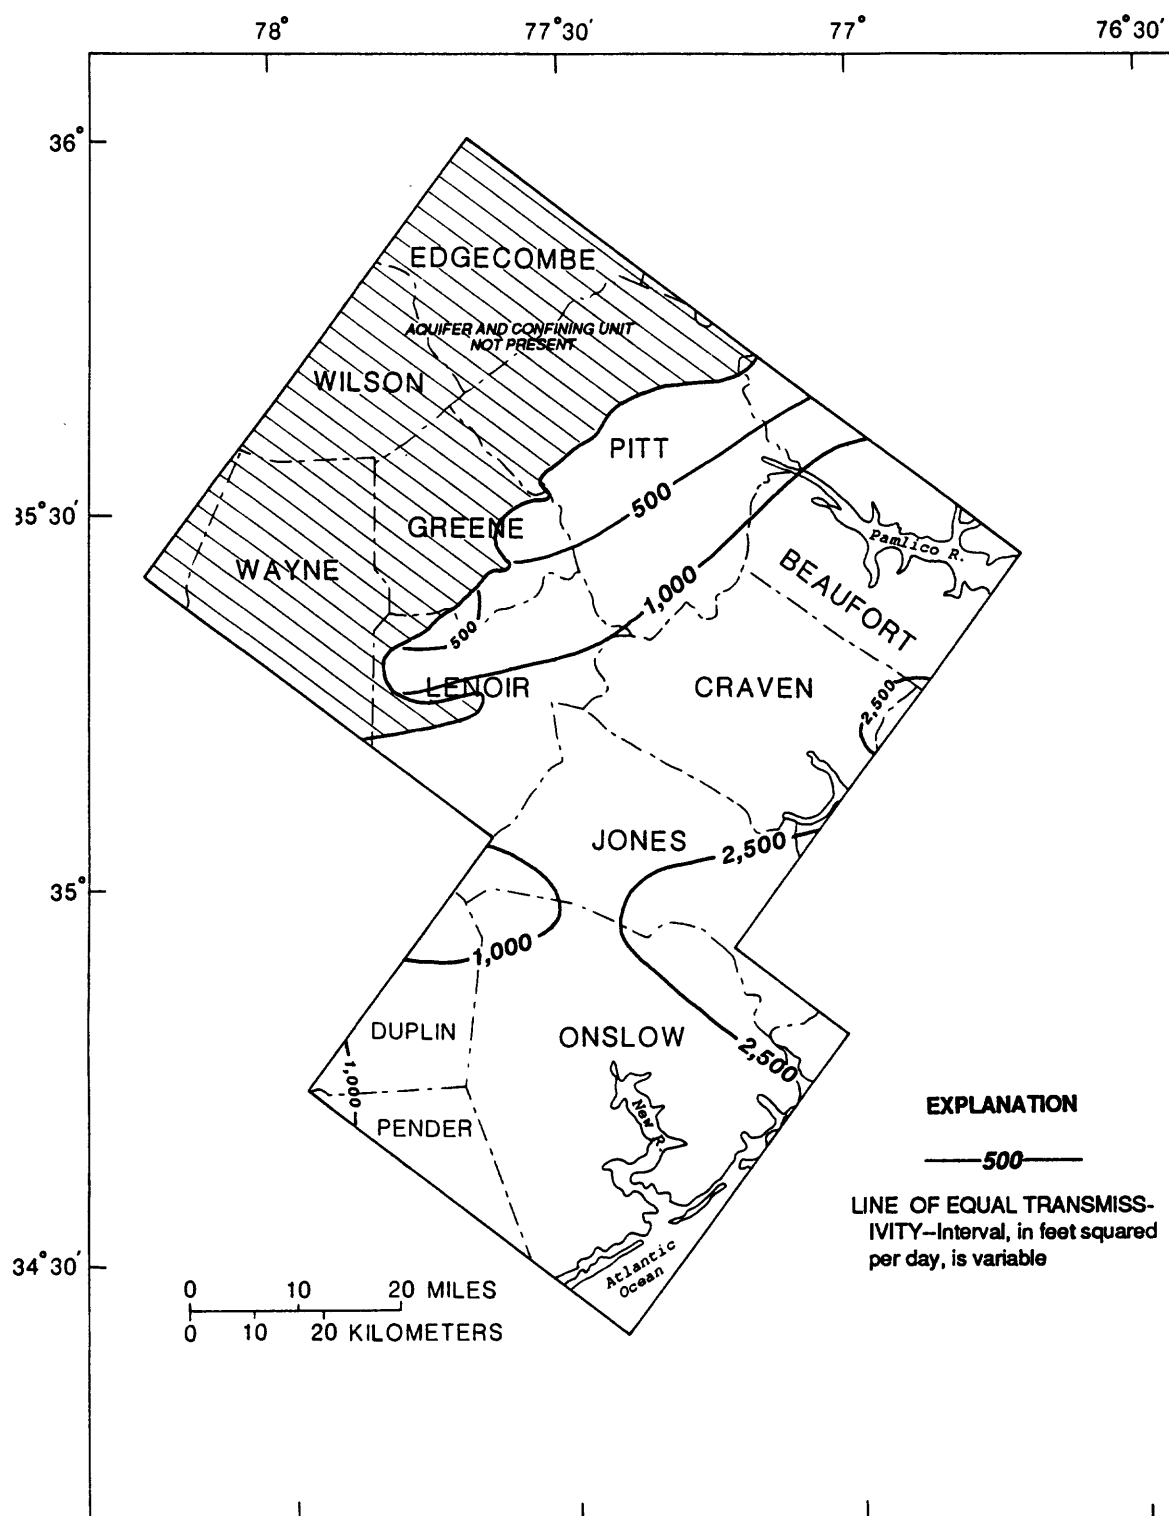 78° 77°30′ 77° 76°30′
36°
EDGECOMBE
AQUIFER AND CONFINING UNIT
NOT PRESENT
WILSON
PITT
500
35°30′
GREENE
Pamlico R.
WAYNE
BEAUFORT
1,000
500
LENOIR
CRAVEN
2,500
JONES
2,500
35°
1,000
DUPLIN
ONSLOW
2,500
1,000
PENDER
New R.
EXPLANATION
500
LINE OF EQUAL TRANSMISS-
IVITY—Interval, in feet squared
per day, is variable
34°30′
Atlantic
Ocean
0 10 20 MILES
0 10 20 KILOMETERS